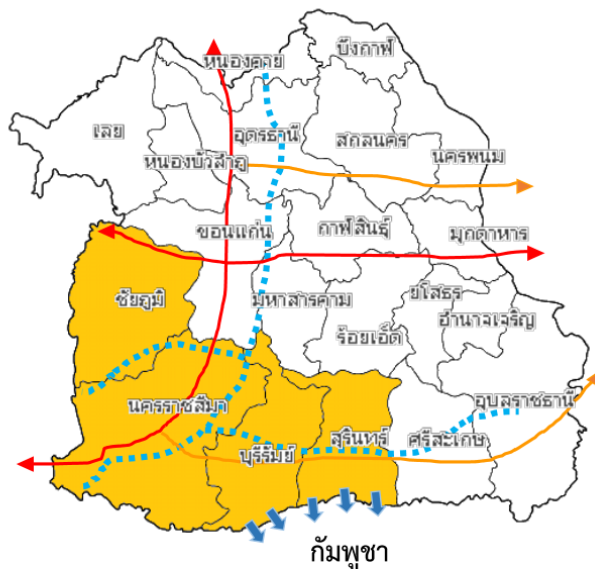 บึงกาฬ
หนองคาย
เลย
อุดรธานี
สกลนคร
หนองบัวลำภู
นครพนม
ขอนแก่น
กาฬสินธุ์
มุกดาหาร
ชัยภูมิ
มหาสารคาม
ยโสธร
ร้อยเอ็ด
อำนาจเจริญ
นครราชสีมา
อุบลราชธานี
บุรีรัมย์
สุรินทร์
ศรีสะเกษ
กัมพูชา